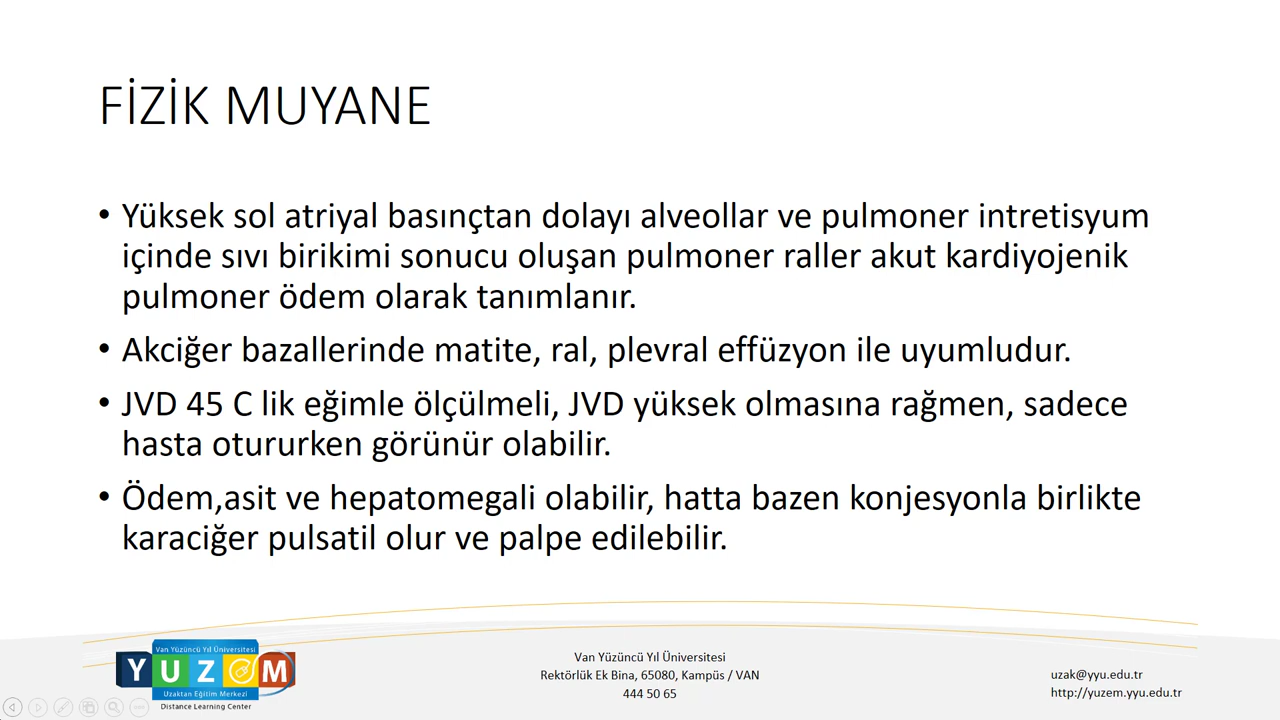 FİZİK MUYANE
• Yüksek sol atriyal basınçtan dolayı alveollar ve pulmoner intretisyum
içinde sıvı birikimi sonucu oluşan pulmoner raller akut kardiyojenik
pulmoner ödem olarak tanımlanır.
• Akciğer bazallerinde matite, ral, plevral effüzyon ile uyumludur.
• JVD 45 C lik eğimle ölçülmeli, JVD yüksek olmasına rağmen, sadece
hasta otururken görünür olabilir.
• Ödem,asit ve hepatomegali olabilir, hatta bazen konjesyonla birlikte
karaciğer pulsatil olur ve palpe edilebilir.
Van Yüzüncü Yıl Üniversitesi
YUZEM
Uzaktan Eğitim Merkezi
Distance Learning Center
Van Yüzüncü Yıl Üniversitesi
Rektörlük Ek Bina, 65080, Kampüs / VAN
444 50 65
uzak@yyu.edu.tr
http://yuzem.yyu.edu.tr